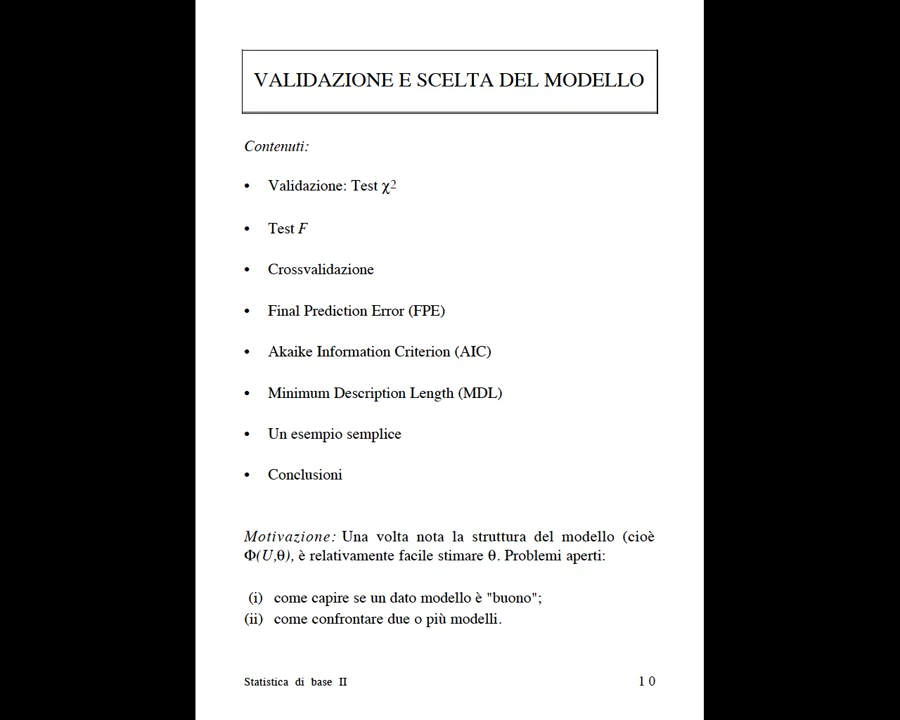 VALIDAZIONE E SCELTA DEL MODELLO
Contenuti:
• Validazione: Test χ2
• Test F
• Crossvalidazione
• Final Prediction Error (FPE)
• Akaike Information Criterion (AIC)
• Minimum Description Length (MDL)
• Un esempio semplice
• Conclusioni
Motivazione: Una volta nota la struttura del modello (cioè
Φ(U,θ), è relativamente facile stimare θ. Problemi aperti:
(i) come capire se un dato modello è "buono";
(ii) come confrontare due o più modelli.
Statistica di base II 10